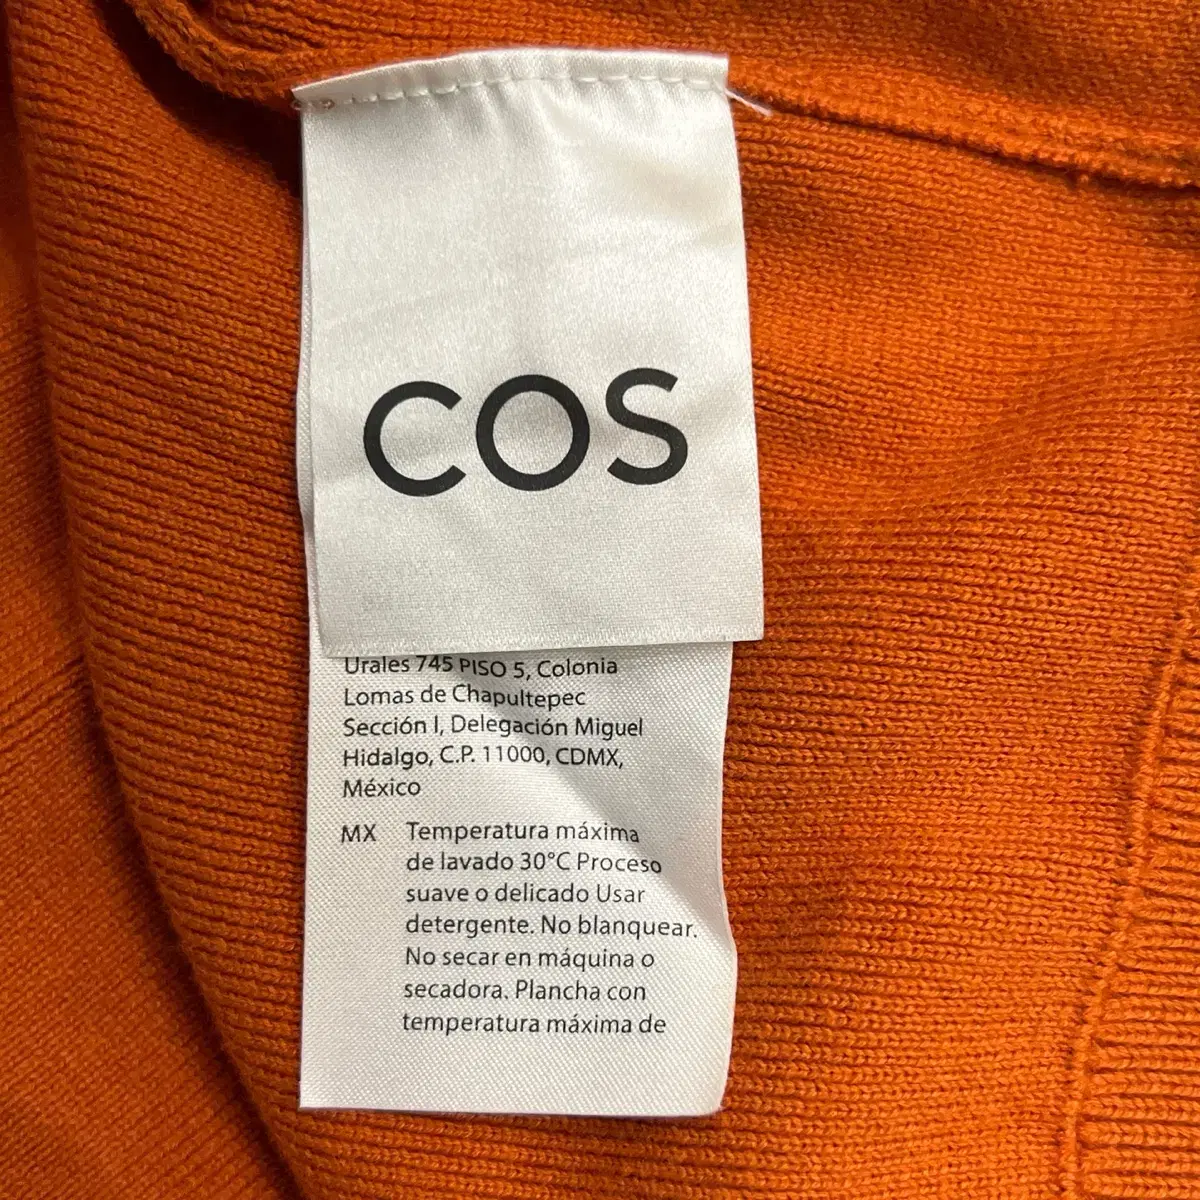 COS
Urales 745 PISO 5, Colonia
Lomas de Chapultepec
Sección I, Delegación Miguel
Hidalgo, C.P. 11000, CDMX,
México
MX Temperatura máxima
de lavado 30°C Proceso
suave o delicado Usar
detergente. No blanquear.
No secar en máquina o
secadora. Plancha con
temperatura máxima de